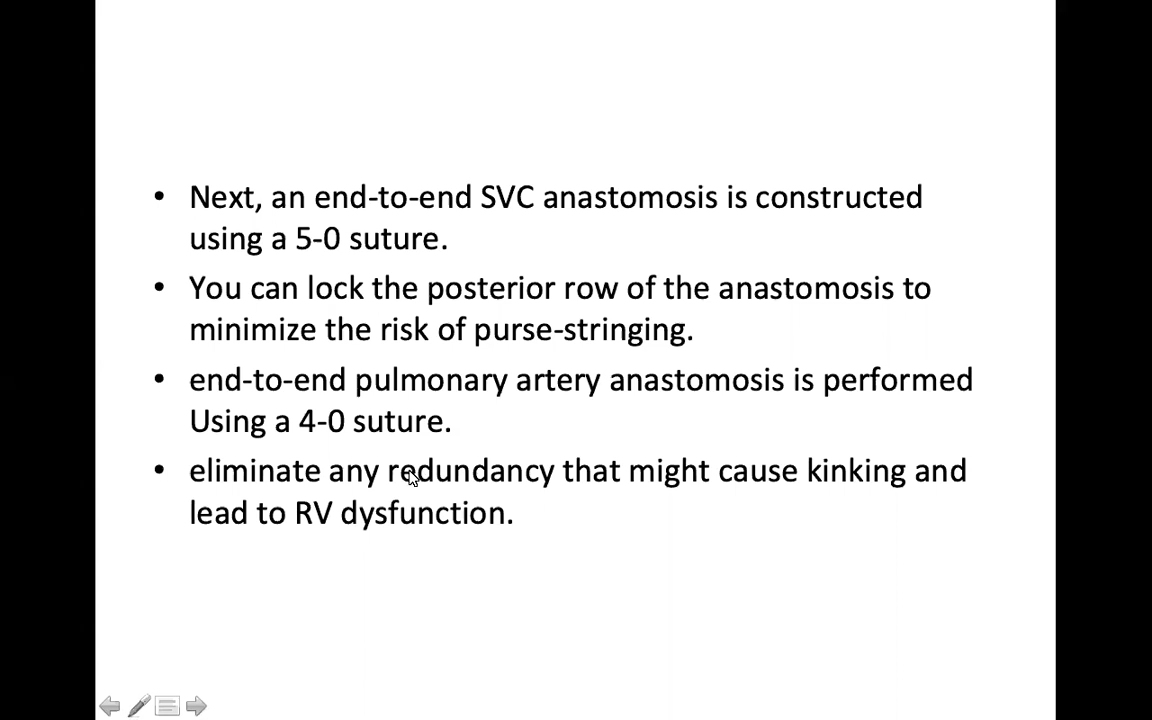 • Next, an end-to-end SVC anastomosis is constructed
using a 5-0 suture.
• You can lock the posterior row of the anastomosis to
minimize the risk of purse-stringing.
• end-to-end pulmonary artery anastomosis is performed
Using a 4-0 suture.
• eliminate any redundancy that might cause kinking and
lead to RV dysfunction.